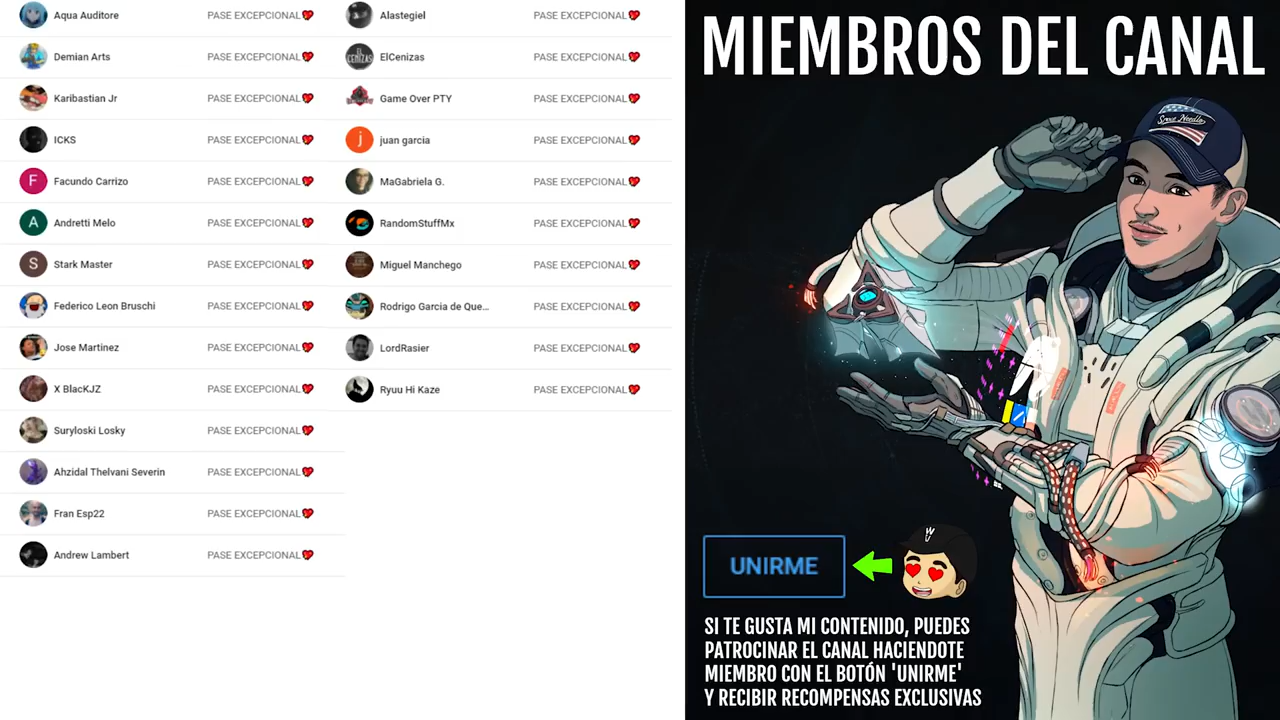 Aqua Auditore PASE EXCEPCIONAL
Demian Arts PASE EXCEPCIONAL
Karibastian Jr PASE EXCEPCIONAL
ICKS PASE EXCEPCIONAL
F Facundo Carrizo PASE EXCEPCIONAL
A Andretti Melo PASE EXCEPCIONAL
S Stark Master PASE EXCEPCIONAL
Federico Leon Bruschi PASE EXCEPCIONAL
Jose Martinez PASE EXCEPCIONAL
X BlacKJZ PASE EXCEPCIONAL
Suryloski Losky PASE EXCEPCIONAL
Ahzidal Thelvani Severin PASE EXCEPCIONAL
Fran Esp22 PASE EXCEPCIONAL
Andrew Lambert PASE EXCEPCIONAL
Alastegiel PASE EXCEPCIONAL
EL CENIZAS ElCenizas PASE EXCEPCIONAL
Game Over PTY PASE EXCEPCIONAL
j juan garcia PASE EXCEPCIONAL
MaGabriela G. PASE EXCEPCIONAL
RandomStuffMx PASE EXCEPCIONAL
Miguel Manchego PASE EXCEPCIONAL
Rodrigo Garcia de Que... PASE EXCEPCIONAL
LordRasier PASE EXCEPCIONAL
Ryuu Hi Kaze PASE EXCEPCIONAL
MIEMBROS DEL CANAL
Space Needle
UNIRME
SI TE GUSTA MI CONTENIDO, PUEDES
PATROCINAR EL CANAL HACIENDOTE
MIEMBRO CON EL BOTÓN 'UNIRME'
Y RECIBIR RECOMPENSAS EXCLUSIVAS